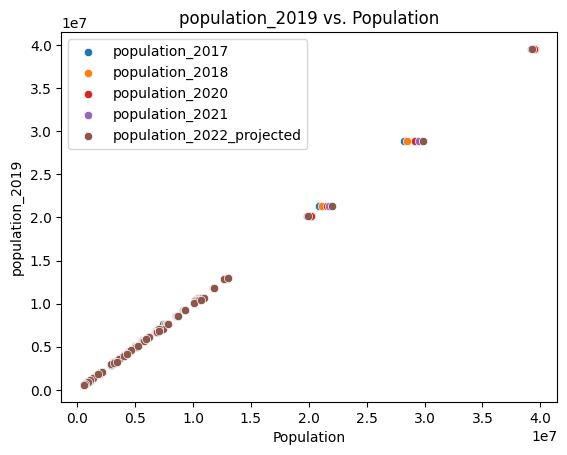 population_2019 vs. Population
1e7
population_2017
population_2018
population_2020
population_2021
population_2022_projected
4.0
3.5
3.0
2.5
2.0
1.5
1.0
0.5
0.0
population_2019
0.0 0.5 1.0 1.5 2.0 2.5 3.0 3.5 4.0
Population
1e7